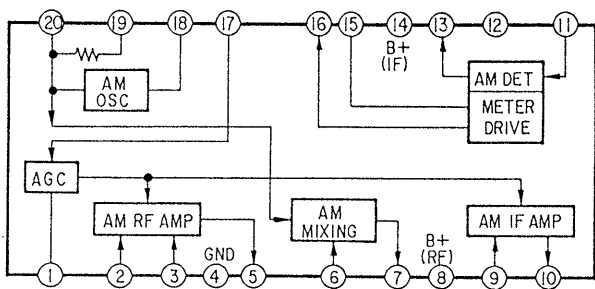 20 19 18 17 16 15 14 13 12 11
B+
(IF)
AM
OSC
AM DET
METER
DRIVE
AGC
AM RF AMP
GND
AM
MIXING
B+
(RF)
AM IF AMP
1 2 3 4 5 6 7 8 9 10